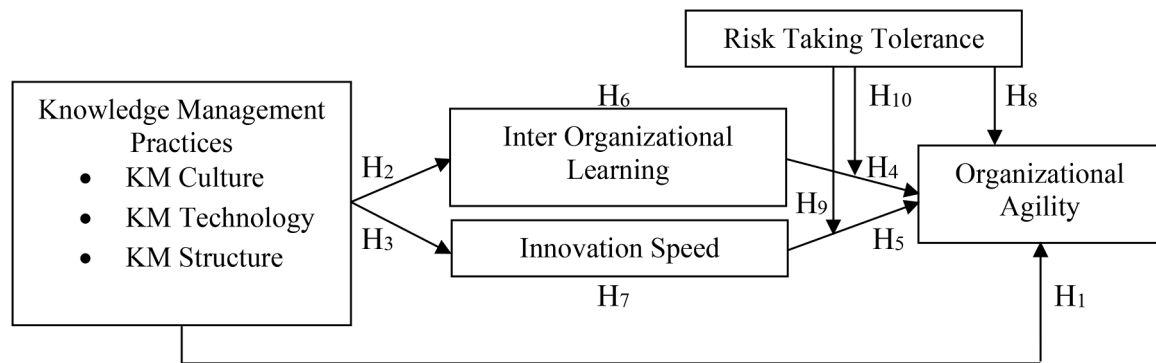 Risk Taking Tolerance
Knowledge Management
Practices
• KM Culture
• KM Technology
• KM Structure
H6
H10
H8
Inter Organizational
Learning
H2
H4
Organizational
Agility
H9
H3
Innovation Speed
H5
H7
H1